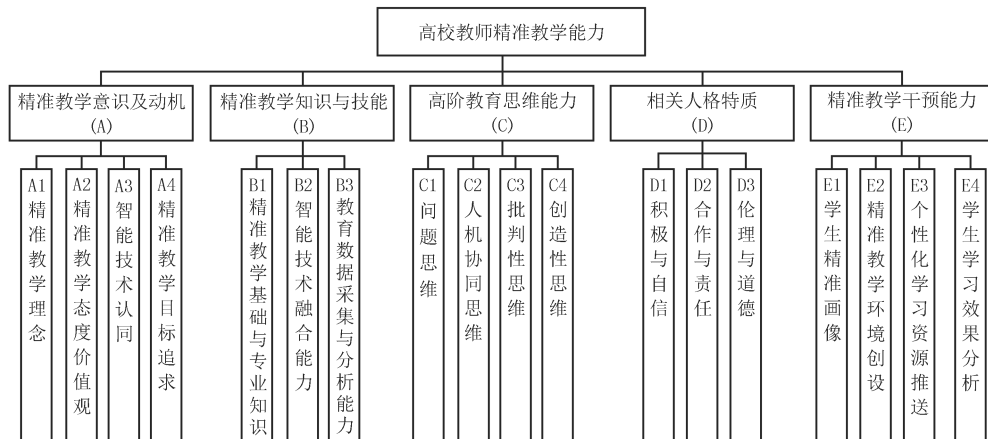 高校教师精准教学能力
精准教学意识及动机
(A)
精准教学知识与技能
(B)
高阶教育思维能力
(C)
相关人格特质
(D)
精准教学干预能力
(E)
A1精准教学理念
A2精准教学态度价值观
A3智能技术认同
A4精准教学目标追求
B1精准教学基础与专业知识
B2智能技术融合能力
B3教育数据采集与分析能力
C1问题思维
C2人机协同思维
C3批判性思维
C4创造性思维
D1积极与自信
D2合作与责任
D3伦理与道德
E1学生精准画像
E2精准教学环境创设
E3个性化学习资源推送
E4学生学习效果分析